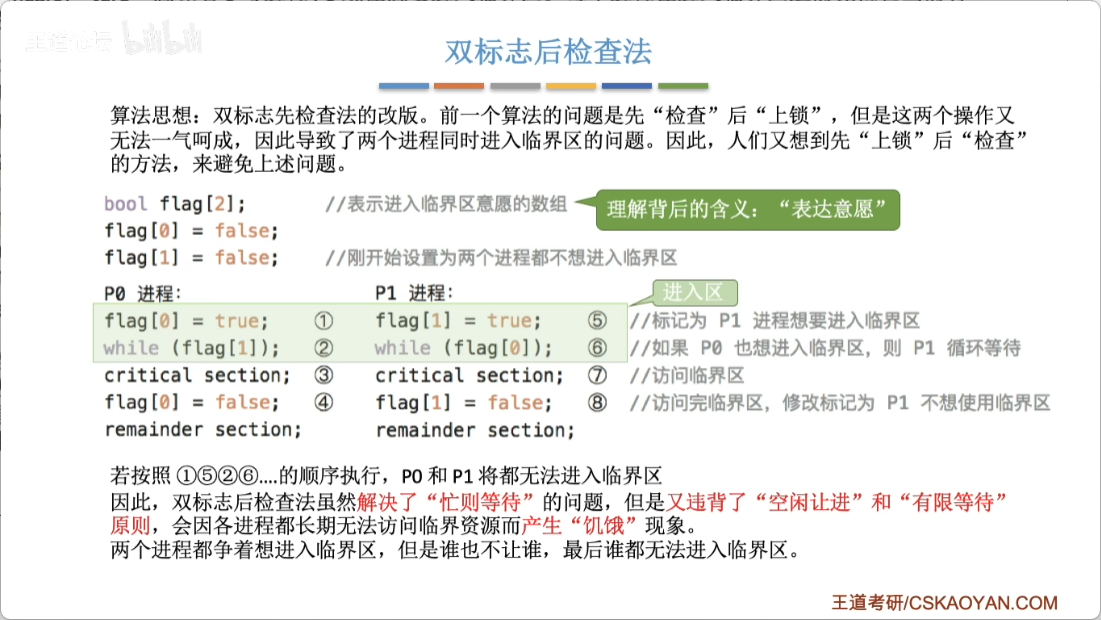 王道论坛 bilibili
双标志后检查法
算法思想：双标志先检查法的改版。前一个算法的问题是先“检查”后“上锁”，但是这两个操作又
无法一气呵成，因此导致了两个进程同时进入临界区的问题。因此，人们又想到先“上锁”后“检查”
的方法，来避免上述问题。
bool flag[2]; //表示进入临界区意愿的数组
理解背后的含义：“表达意愿”
flag[0] = false;
flag[1] = false; //刚开始设置为两个进程都不想进入临界区
P0 进程: P1 进程:
进入区
flag[0] = true; ① flag[1] = true; ⑤ //标记为 P1 进程想要进入临界区
while (flag[1]); ② while (flag[0]); ⑥ //如果 P0 也想进入临界区，则 P1 循环等待
critical section; ③ critical section; ⑦ //访问临界区
flag[0] = false; ④ flag[1] = false; ⑧ //访问完临界区，修改标记为 P1 不想使用临界区
remainder section; remainder section;
若按照 ①⑤②⑥....的顺序执行，P0 和 P1 将都无法进入临界区
因此，双标志后检查法虽然解决了“忙则等待”的问题，但是又违背了“空闲让进”和“有限等待”
原则，会因各进程都长期无法访问临界资源而产生“饥饿”现象。
两个进程都争着想进入临界区，但是谁也不让谁，最后谁都无法进入临界区。
王道考研/CSKAOYAN.COM